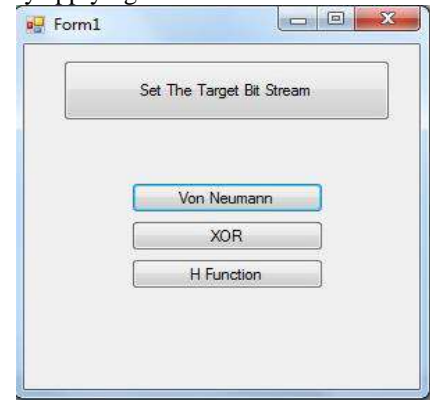 Form1
Set The Target Bit Stream
Von Neumann
XOR
H Function